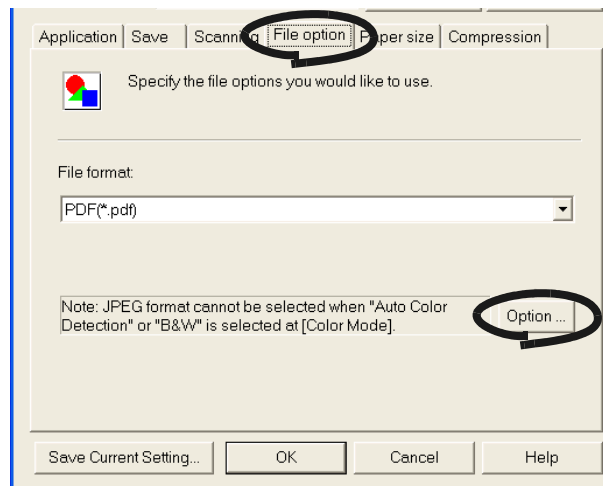 Application Save Scanning File option Paper size Compression
Specify the file options you would like to use.
File format:
PDF(*.pdf)
Note: JPEG format cannot be selected when "Auto Color
Detection" or "B&W" is selected at [Color Mode].
Option ...
Save Current Setting... OK Cancel Help